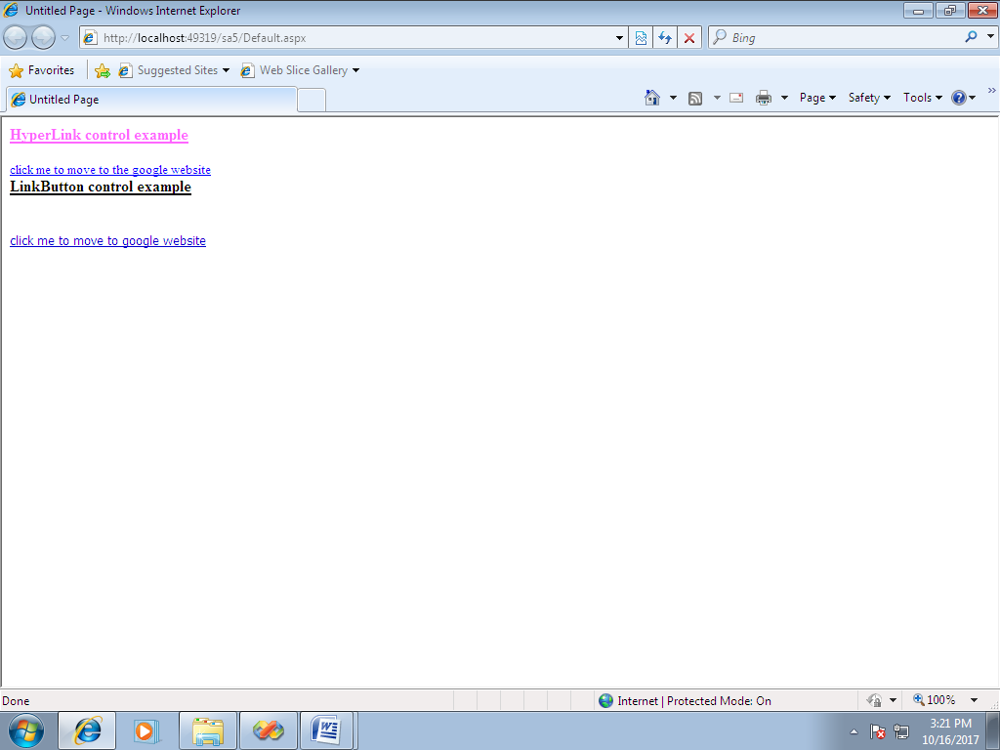 Untitled Page - Windows Internet Explorer
http://localhost:49319/sa5/Default.aspx
Bing
Favorites Suggested Sites Web Slice Gallery
Untitled Page
Page Safety Tools
HyperLink control example
click me to move to the google website
LinkButton control example
click me to move to google website
Done Internet | Protected Mode: On 100%
3:21 PM
10/16/2017